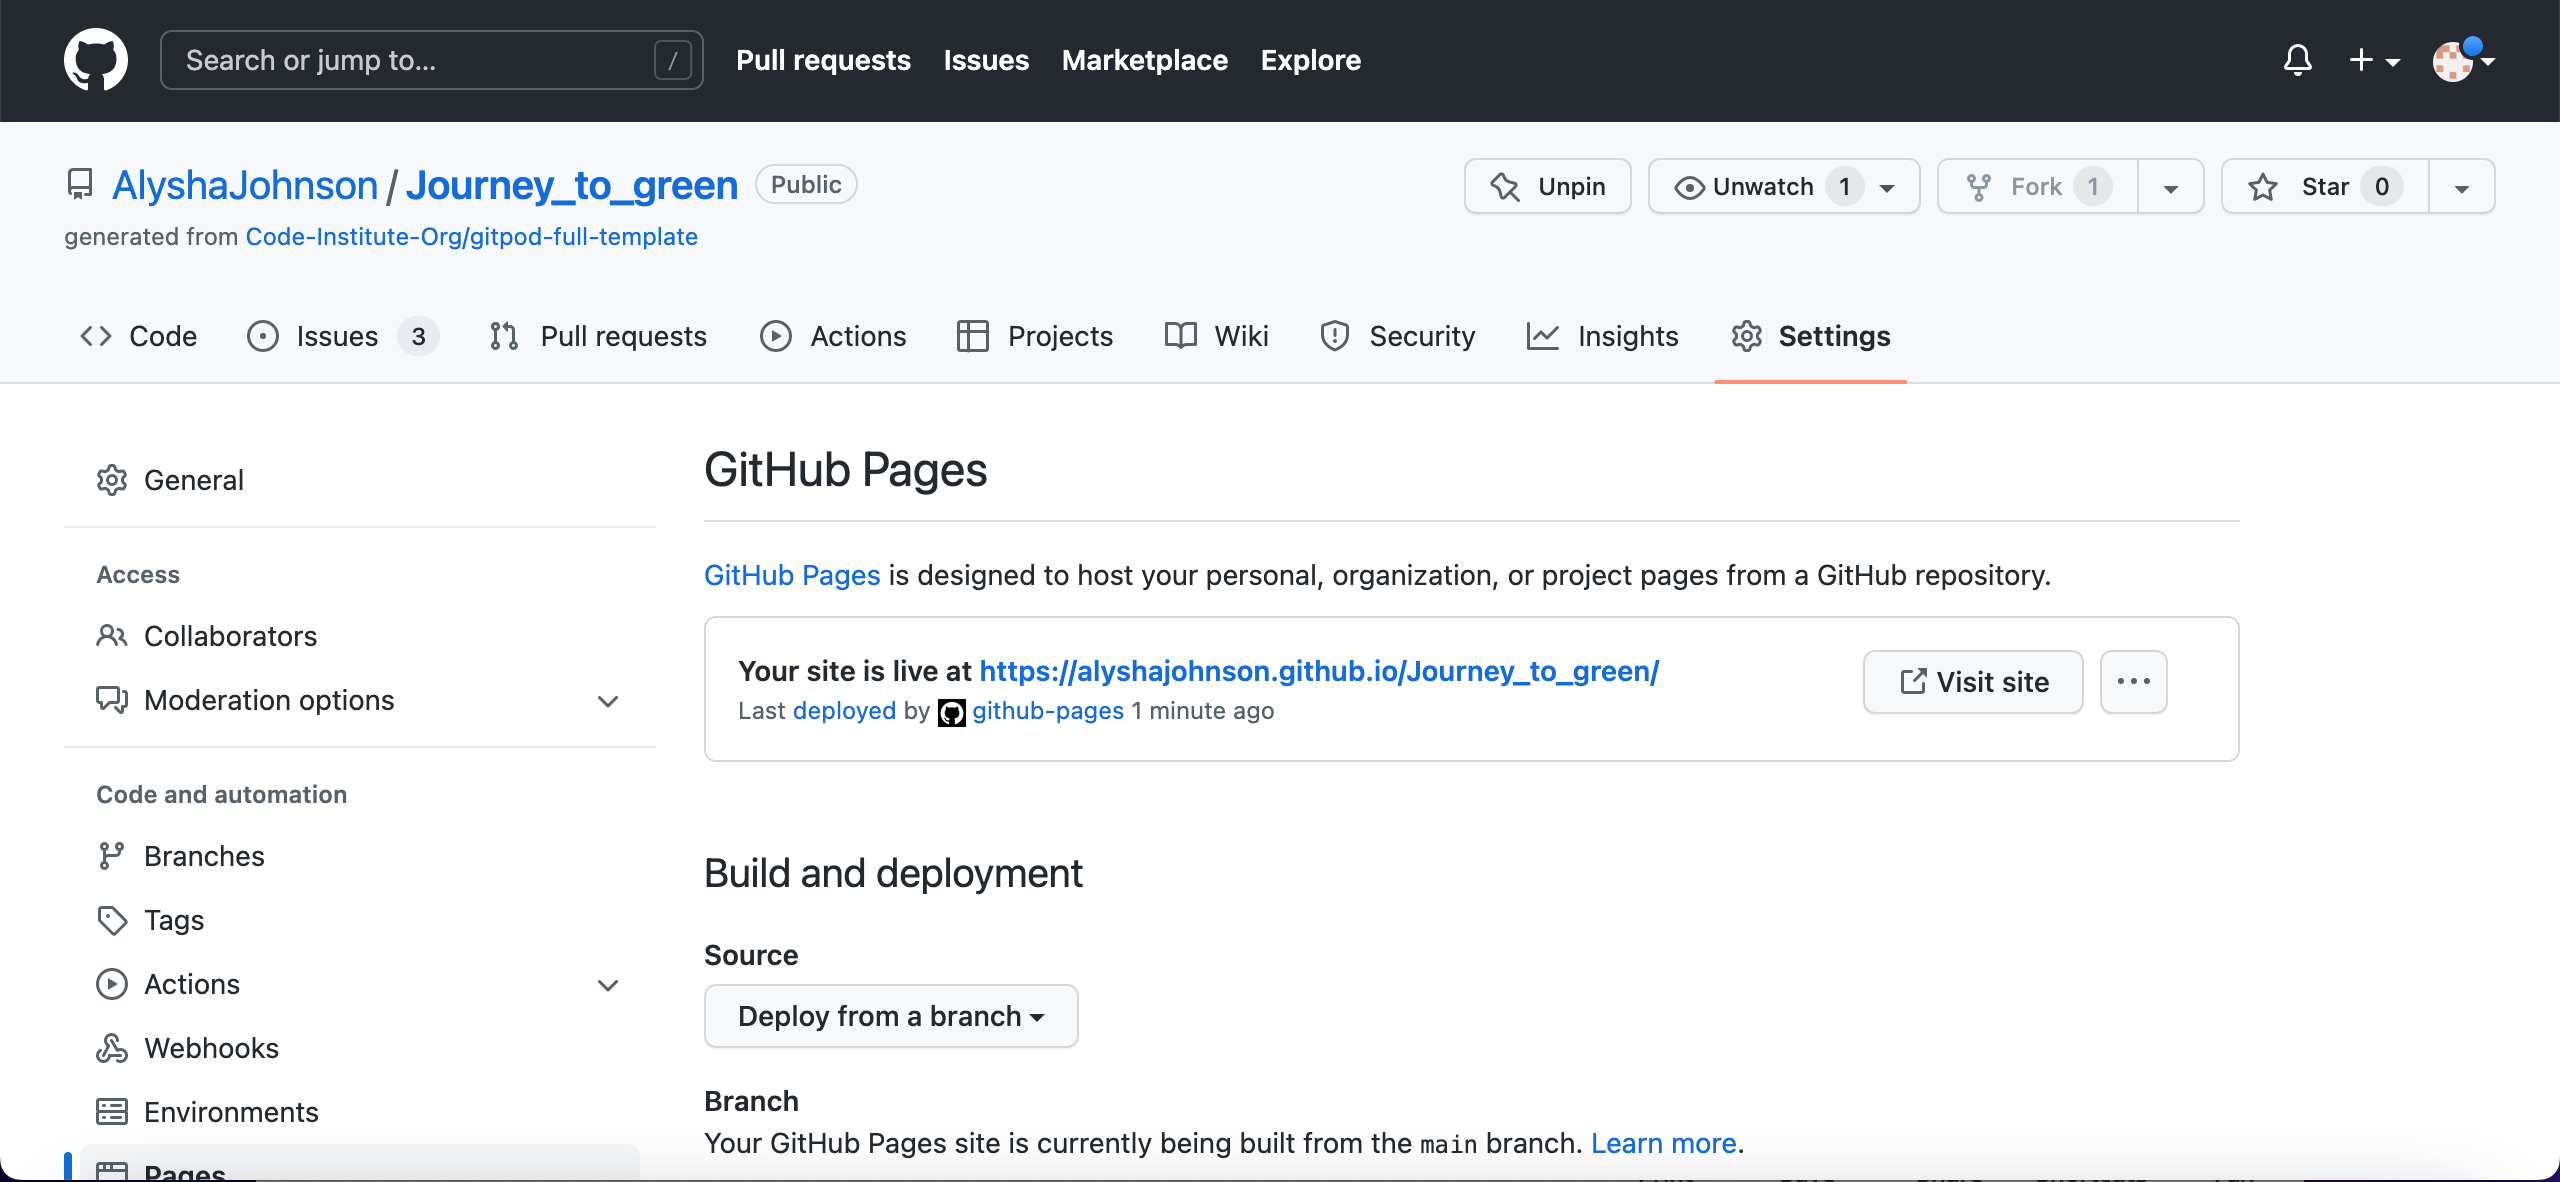 Search or jump to... / Pull requests Issues Marketplace Explore
AlyshaJohnson / Journey_to_green Public Unpin Unwatch 1 Fork 1 Star 0
generated from Code-Institute-Org/gitpod-full-template
Code Issues 3 Pull requests Actions Projects Wiki Security Insights Settings
General
Access
Collaborators
Moderation options
Code and automation
Branches
Tags
Actions
Webhooks
Environments
Pages
GitHub Pages
GitHub Pages is designed to host your personal, organization, or project pages from a GitHub repository.
Your site is live at https://alyshajohnson.github.io/Journey_to_green/
Last deployed by github-pages 1 minute ago
Visit site
Build and deployment
Source
Deploy from a branch
Branch
Your GitHub Pages site is currently being built from the main branch. Learn more.